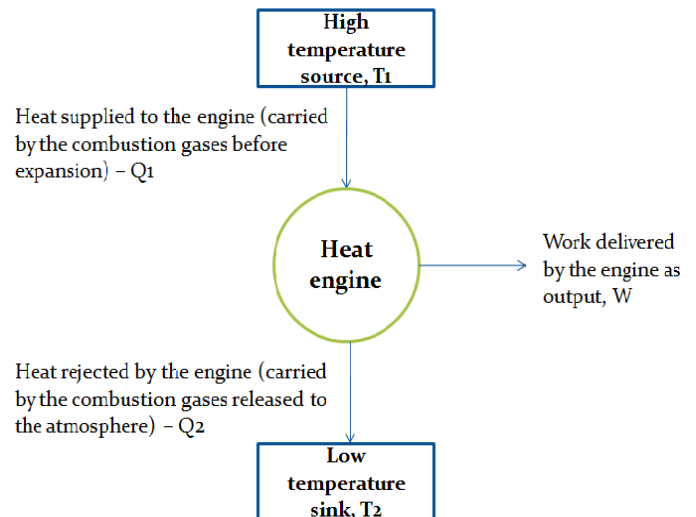 High
temperature
source, T1
Heat supplied to the engine (carried
by the combustion gases before
expansion) – Q1
Heat
engine
Work delivered
by the engine as
output, W
Heat rejected by the engine (carried
by the combustion gases released to
the atmosphere) – Q2
Low
temperature
sink, T2